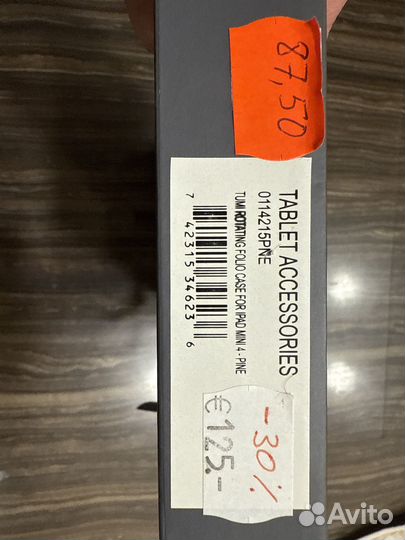 87,50
TABLET ACCESSORIES
0114215PNE
TUMI ROTATING FOLIO CASE FOR IPAD MINI 4 - PINE
7 42315 34623 6
-30%
€125.-
Avito